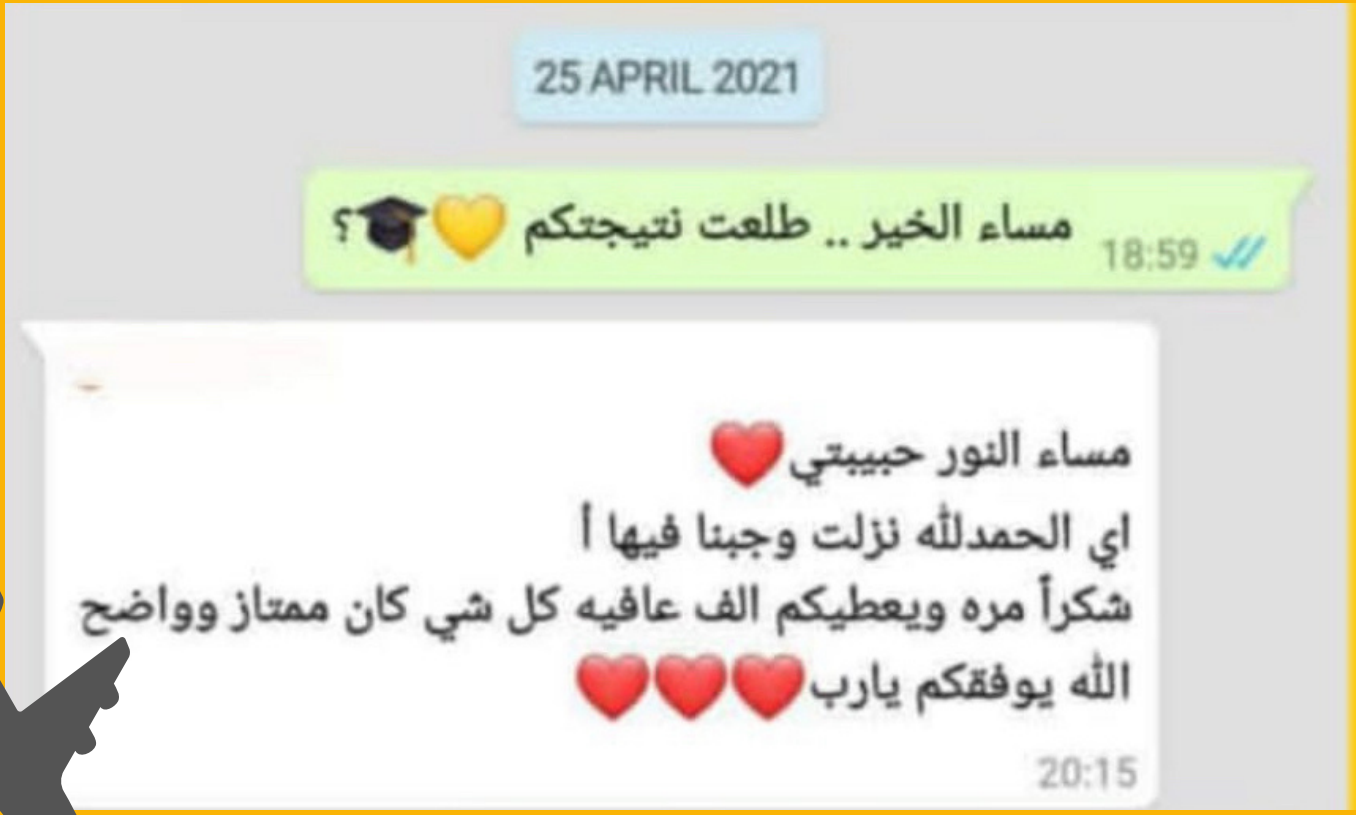 25 APRIL 2021
مساء الخير .. طلعت نتيجتكم 💛🎓؟
18:59
مساء النور حبيبتي❤️
اي الحمدلله نزلت وجبنا فيها أ
شكراً مره ويعطيكم الف عافيه كل شي كان ممتاز وواضح
الله يوفقكم يارب❤️❤️❤️
20:15